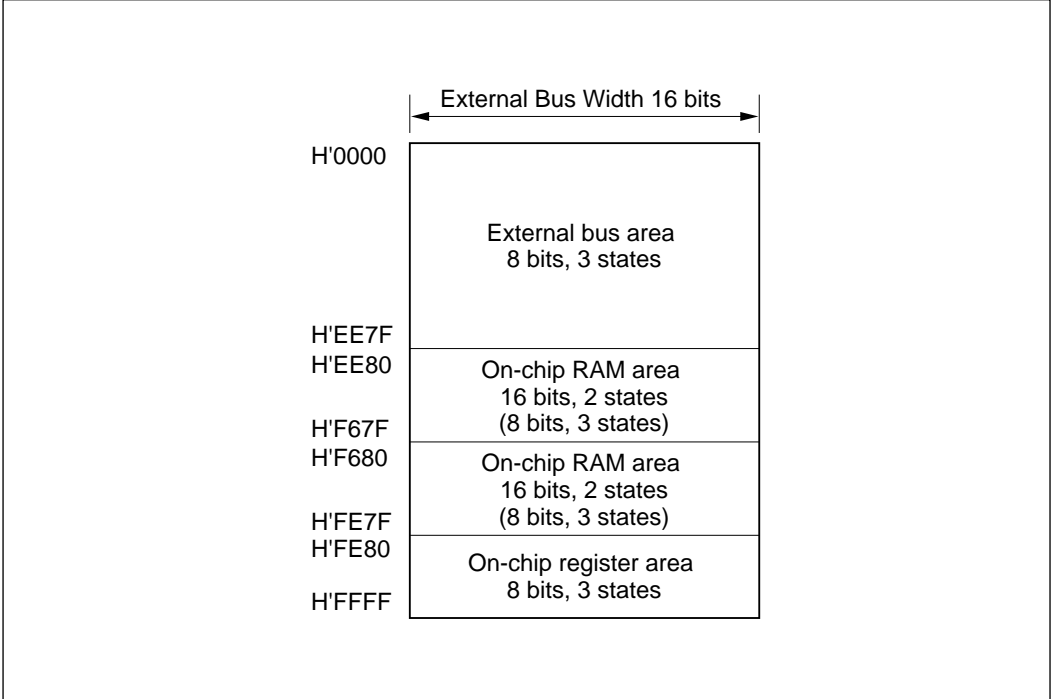 External Bus Width 16 bits
H'0000
External bus area
8 bits, 3 states
H'EE7F
H'EE80
On-chip RAM area
16 bits, 2 states
(8 bits, 3 states)
H'F67F
H'F680
On-chip RAM area
16 bits, 2 states
(8 bits, 3 states)
H'FE7F
H'FE80
On-chip register area
8 bits, 3 states
H'FFFF